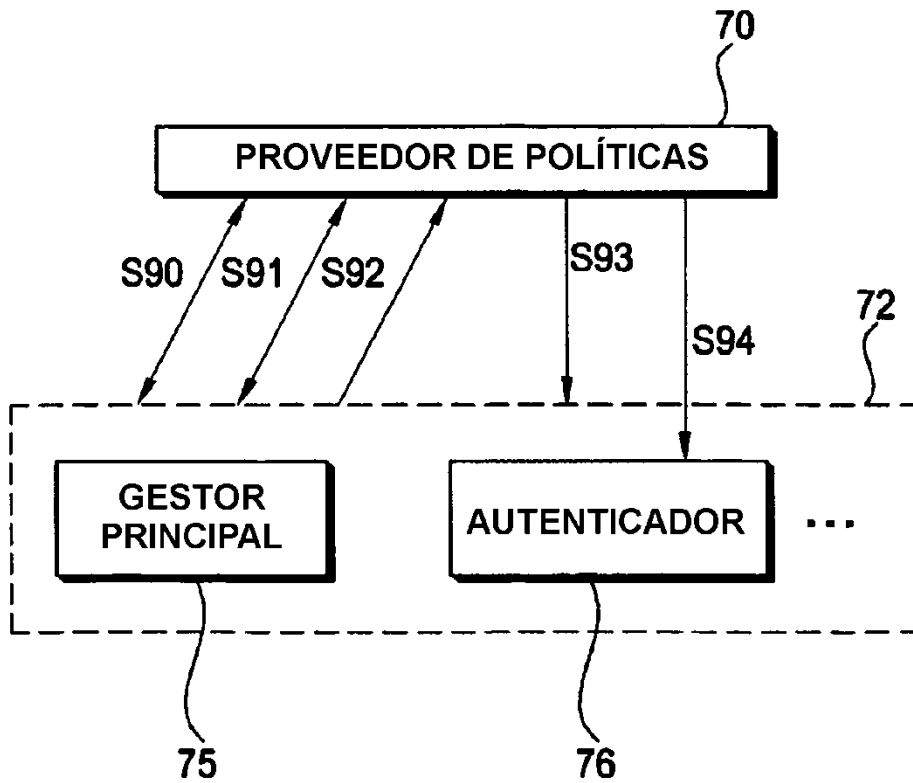 70
PROVEEDOR DE POLÍTICAS
S90
S91
S92
S93
S94
72
GESTOR
PRINCIPAL
AUTENTICADOR
...
75
76